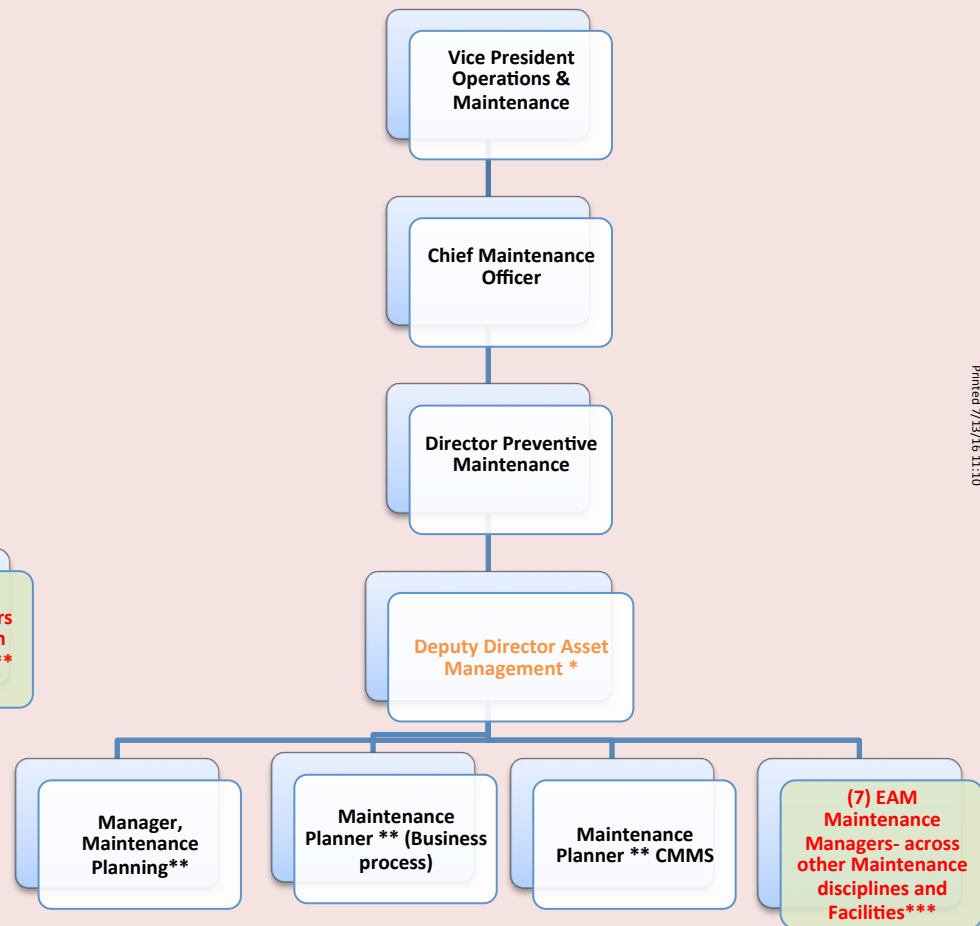 Vice President
Operations &
Maintenance
Chief Maintenance
Officer
Director Preventive
Maintenance
Printed 7/13/16 11:10
Deputy Director Asset
Management *
Manager,
Maintenance
Planning**
Maintenance
Planner ** (Business
process)
Maintenance
Planner ** CMMS
(7) EAM
Maintenance
Managers- across
other Maintenance
disciplines and
Facilities***